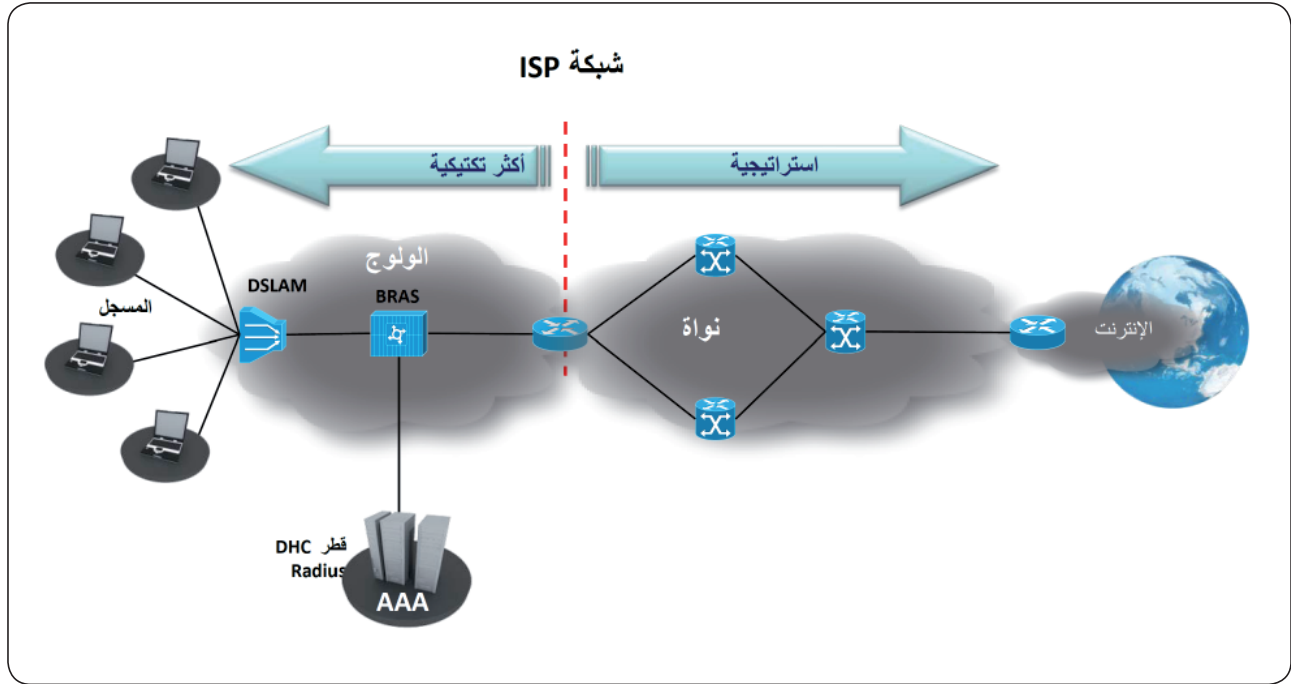 شبكة ISP
أكثر تكتيكية
استراتيجية
الولوج
DSLAM
BRAS
المسجل
نواة
الإنترنت
قطر DHC
Radius
AAA